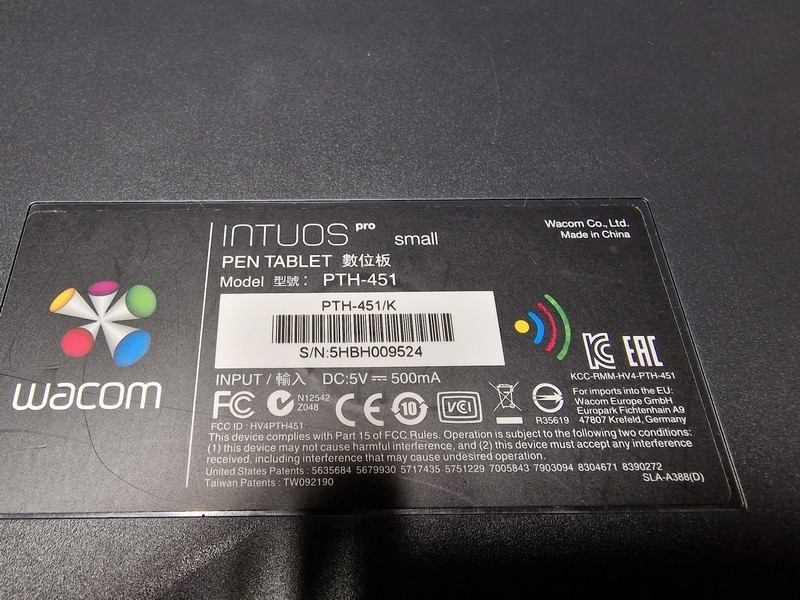 INTUOS pro small
Wacom Co., Ltd.
Made in China
PEN TABLET 數位板
Model 型號： PTH-451
PTH-451/K
S/N:5HBH009524
wacom
INPUT / 輸入 DC:5V 500mA
KCC-RMM-HV4-PTH-451
FC
N12542
Z048
CE
10
VCI
R35619
EAC
For imports into the EU:
Wacom Europe GmbH
Europark Fichtenhain A9
47807 Krefeld, Germany
FCC ID : HV4PTH451
This device complies with Part 15 of FCC Rules. Operation is subject to the following two conditions:
(1) this device may not cause harmful interference, and (2) this device must accept any interference
received, including interference that may cause undesired operation.
United States Patents : 5635684 5679930 5717435 5751229 7005843 7903094 8304671 8390272
Taiwan Patents : TW092190
SLA-A388(D)